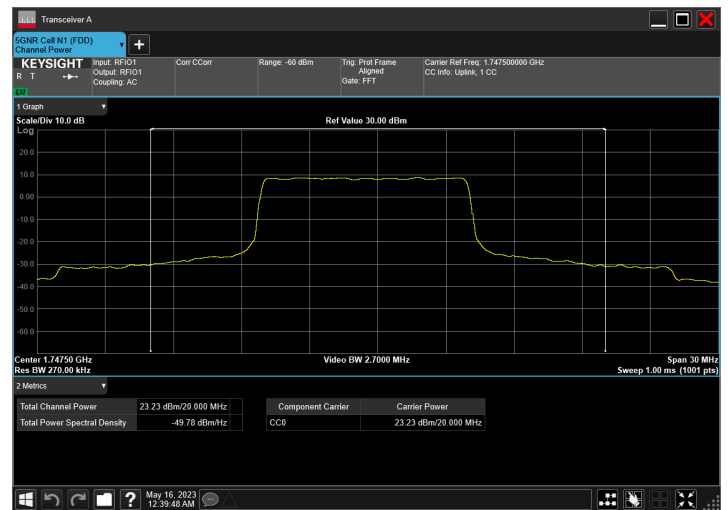 Transceiver A
5GNR Cell N1 (FDD)
Channel Power
KEYSIGHT
R T
LXI
Input: RFIO1
Output: RFIO1
Coupling: AC
Corr CCorr
Range: -60 dBm
Trig: Prot Frame
Aligned
Gate: FFT
Carrier Ref Freq: 1.747500000 GHz
CC Info: Uplink, 1 CC
1 Graph
Scale/Div 10.0 dB
Ref Value 30.00 dBm
Log
20.0
10.0
0.00
-10.0
-20.0
-30.0
-40.0
-50.0
-60.0
Center 1.74750 GHz
Video BW 2.7000 MHz
Span 30 MHz
Res BW 270.00 kHz
Sweep 1.00 ms (1001 pts)
2 Metrics
Total Channel Power 23.23 dBm/20.000 MHz
Total Power Spectral Density -49.78 dBm/Hz
Component Carrier Carrier Power
CC0 23.23 dBm/20.000 MHz
?
May 16, 2023
12:39:48 AM